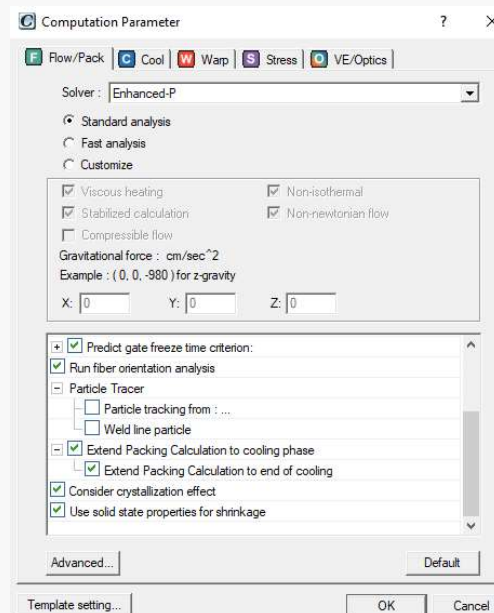 Computation Parameter ?
F Flow/Pack C Cool W Warp S Stress O VE/Optics
Solver : Enhanced-P
Standard analysis
Fast analysis
Customize
Viscous heating Non-isothermal
Stabilized calculation Non-newtonian flow
Compressible flow
Gravitational force : cm/sec^2
Example : ( 0, 0, -980 ) for z-gravity
X: 0 Y: 0 Z: 0
Predict gate freeze time criterion:
Run fiber orientation analysis
Particle Tracer
Particle tracking from : ...
Weld line particle
Extend Packing Calculation to cooling phase
Extend Packing Calculation to end of cooling
Consider crystallization effect
Use solid state properties for shrinkage
Advanced... Default
Template setting... OK Cancel